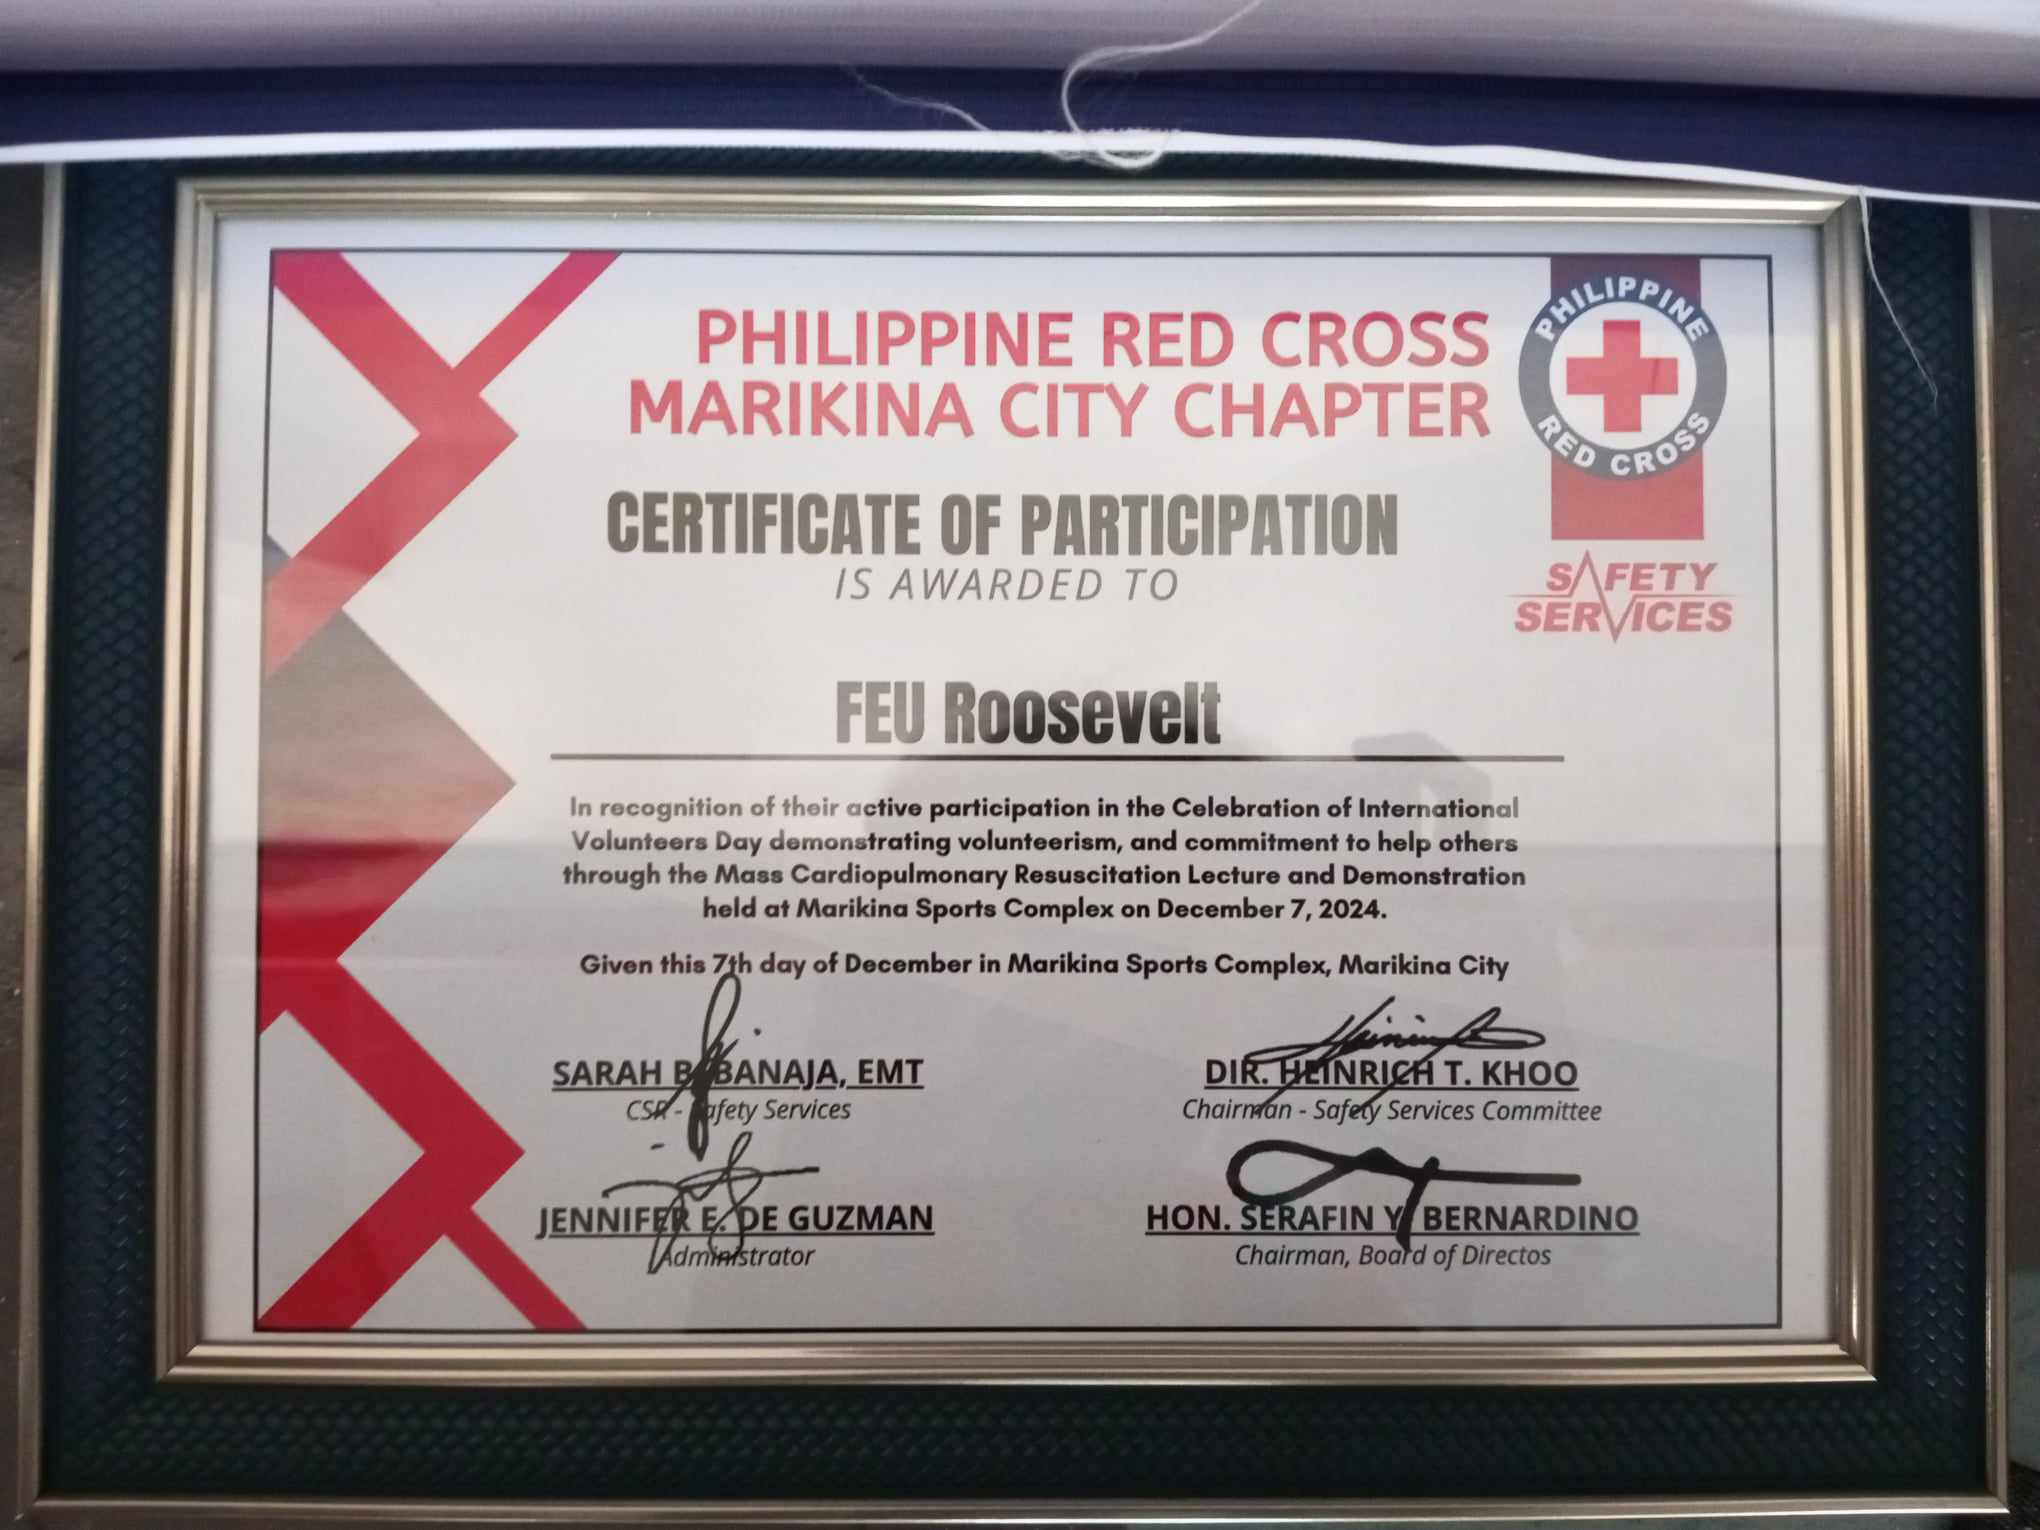 PHILIPPINE RED CROSS
MARIKINA CITY CHAPTER
PHILIPPINE
RED CROSS
SAFETY
SERVICES
CERTIFICATE OF PARTICIPATION
IS AWARDED TO
FEU Roosevelt
In recognition of their active participation in the Celebration of International
Volunteers Day demonstrating volunteerism, and commitment to help others
through the Mass Cardiopulmonary Resuscitation Lecture and Demonstration
held at Marikina Sports Complex on December 7, 2024.
Given this 7th day of December in Marikina Sports Complex, Marikina City
SARAH B. BANAJA, EMT
CSR - Safety Services
DIR. HEINRICH T. KHOO
Chairman - Safety Services Committee
JENNIFER E. DE GUZMAN
Administrator
HON. SERAFIN Y. BERNARDINO
Chairman, Board of Directos